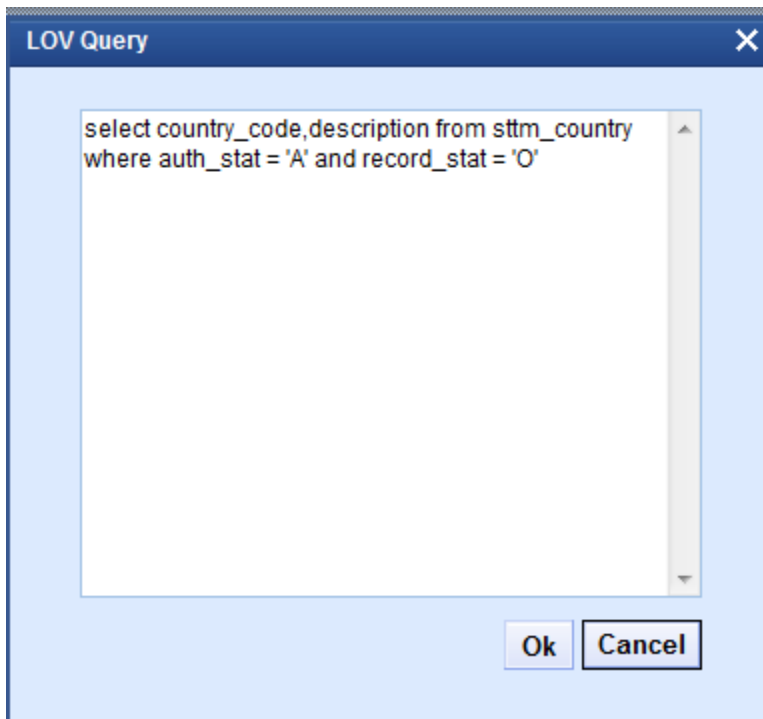 LOV Query
select country_code,description from sttm_country
where auth_stat = 'A' and record_stat = 'O'
Ok Cancel